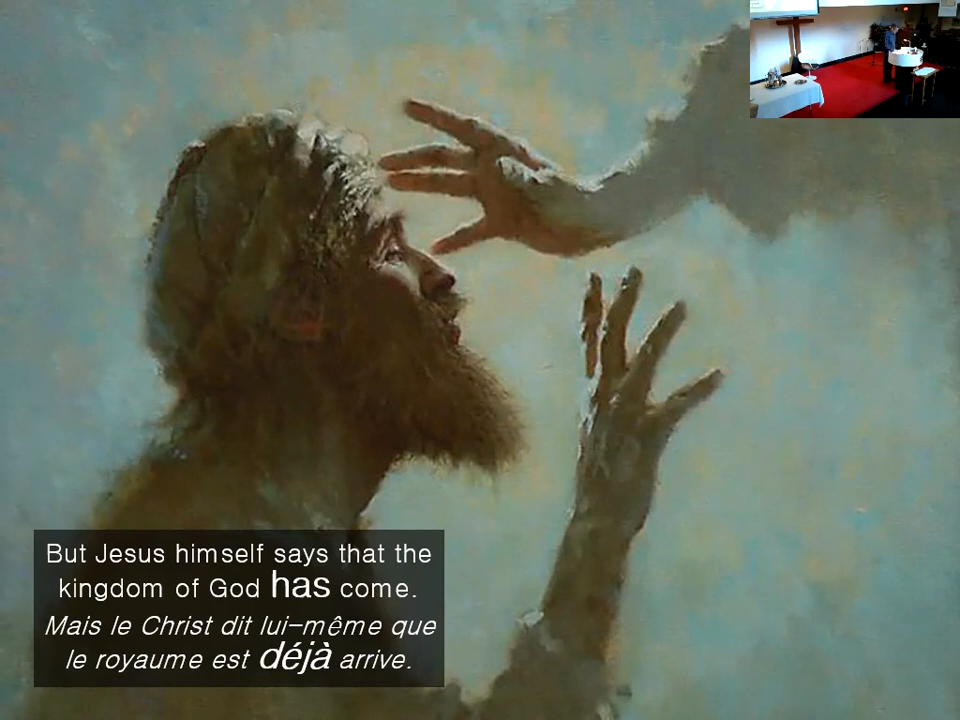 But Jesus himself says that the
kingdom of God has come.
Mais le Christ dit lui-même que
le royaume est déjà arrive.